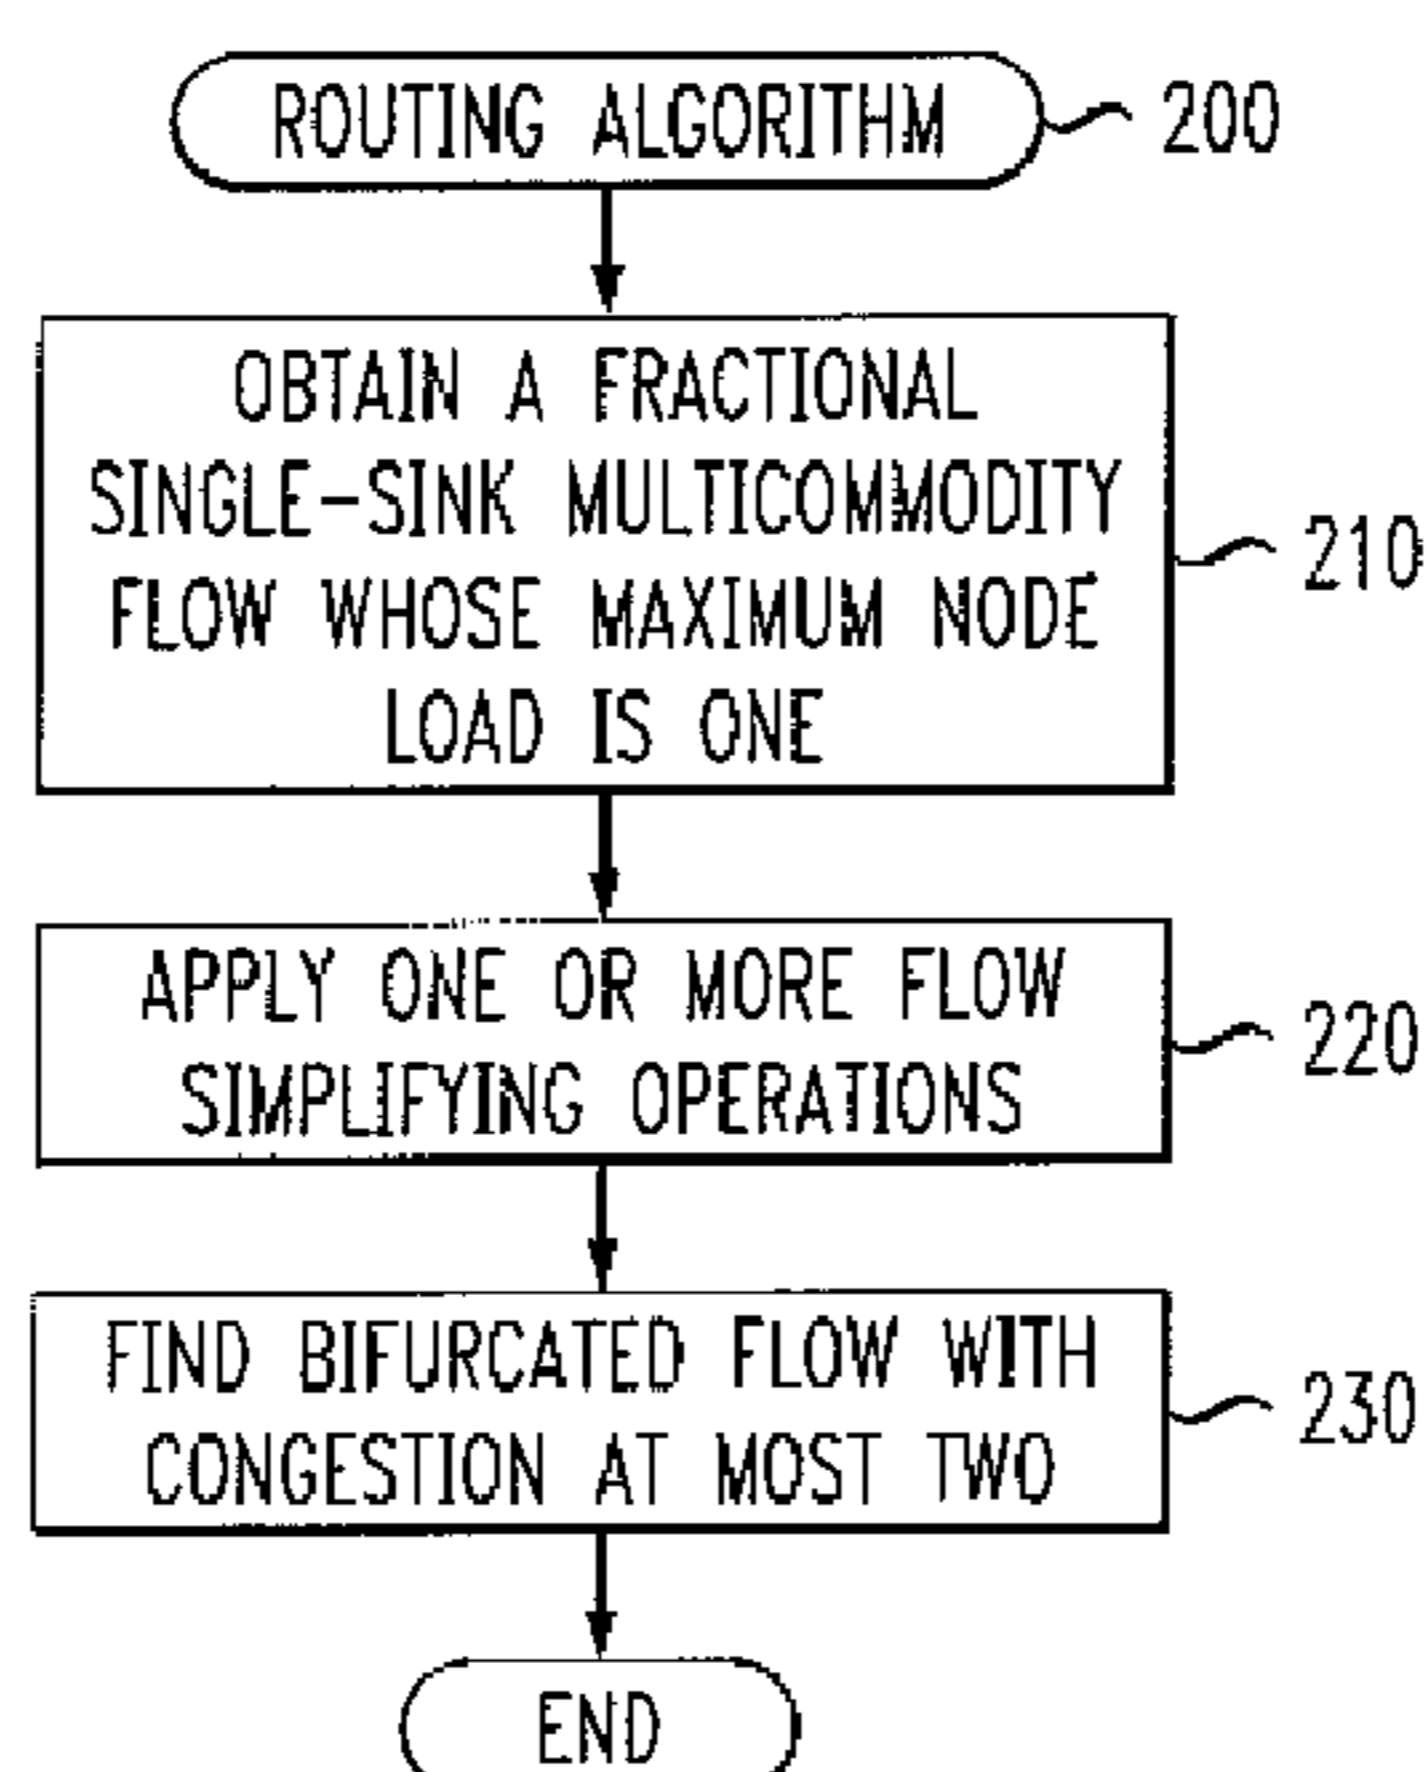 ROUTING ALGORITHM
200
OBTAIN A FRACTIONAL
SINGLE-SINK MULTICOMMODITY
FLOW WHOSE MAXIMUM NODE
LOAD IS ONE
210
APPLY ONE OR MORE FLOW
SIMPLIFYING OPERATIONS
220
FIND BIFURCATED FLOW WITH
CONGESTION AT MOST TWO
230
END